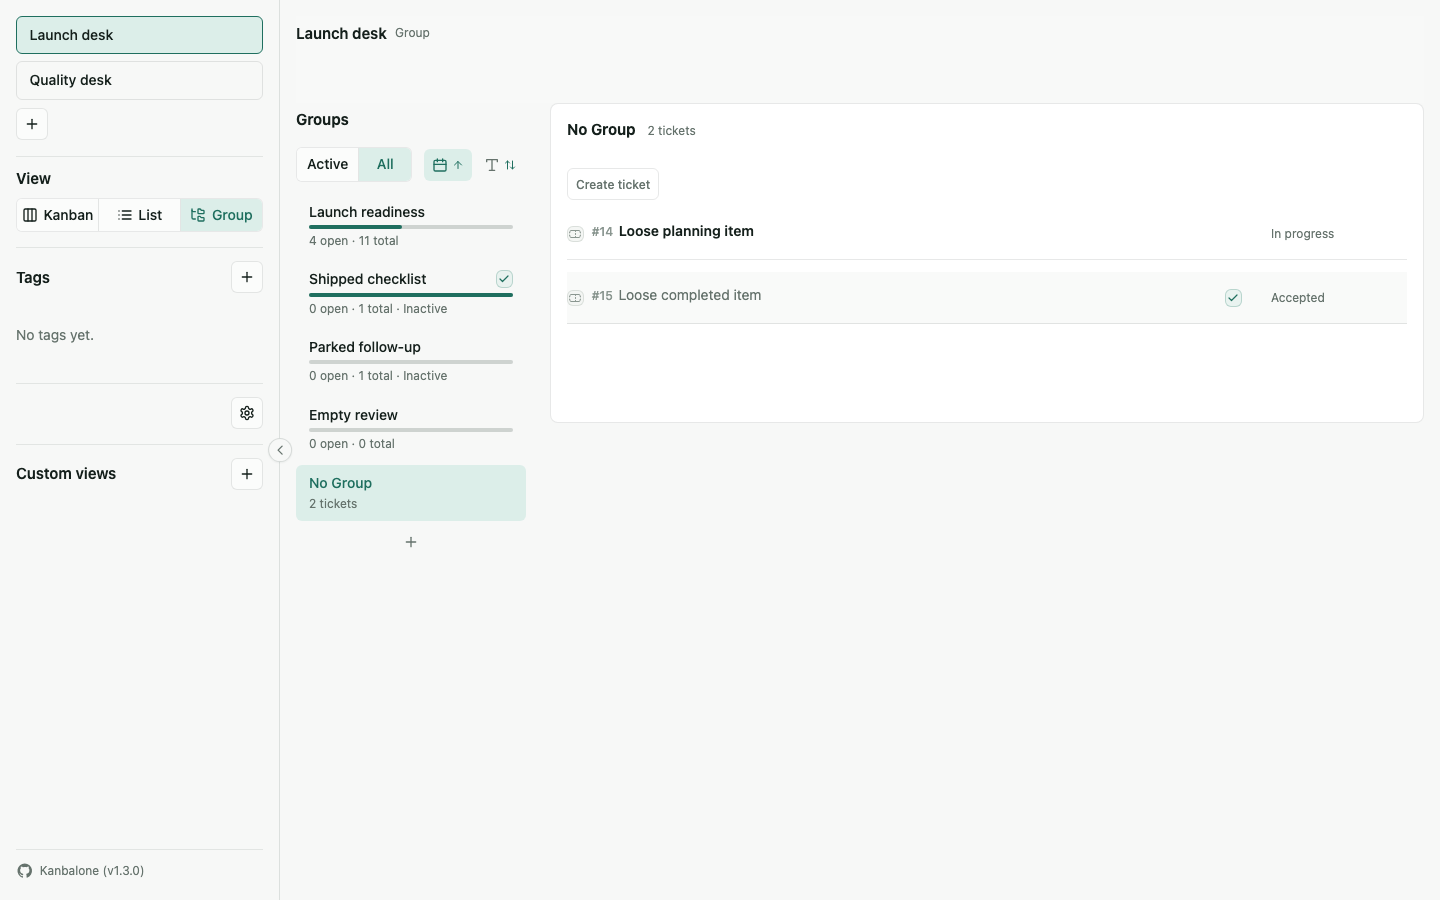 Launch desk
Quality desk
View
Kanban
List
Group
Tags
No tags yet.
Custom views
Kanbalone (v1.3.0)
Launch desk Group
Groups
Active
All
Launch readiness
4 open · 11 total
Shipped checklist
0 open · 1 total · Inactive
Parked follow-up
0 open · 1 total · Inactive
Empty review
0 open · 0 total
No Group
2 tickets
No Group 2 tickets
Create ticket
#14 Loose planning item In progress
#15 Loose completed item Accepted